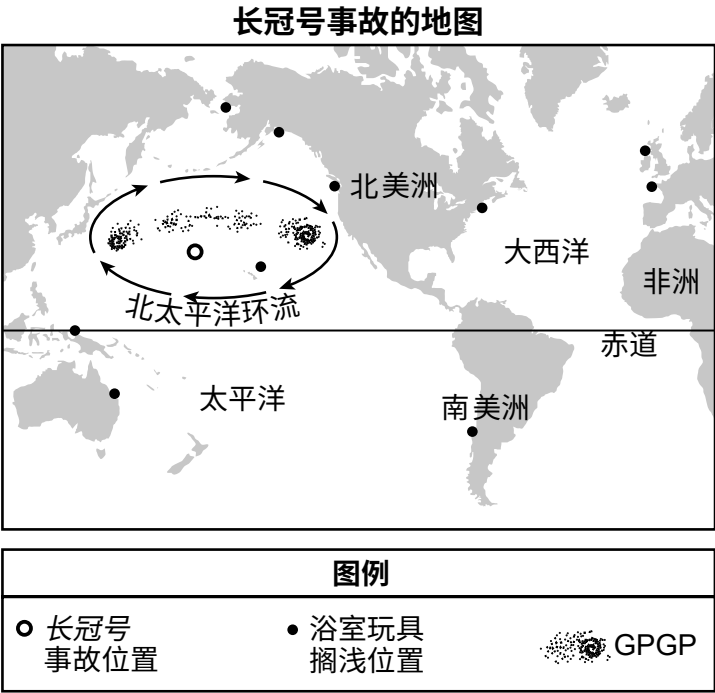 长冠号事故的地图
北美洲
大西洋
非洲
北太平洋环流
赤道
太平洋
南美洲
图例
长冠号
事故位置
浴室玩具
搁浅位置
GPGP